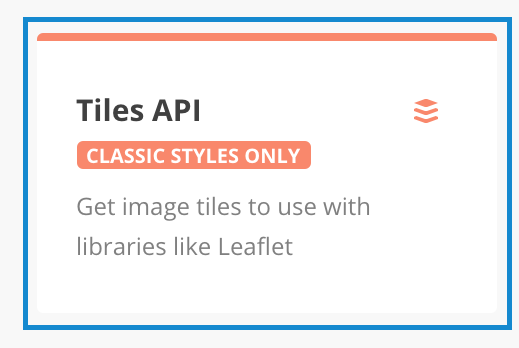 Tiles API
CLASSIC STYLES ONLY
Get image tiles to use with
libraries like Leaflet